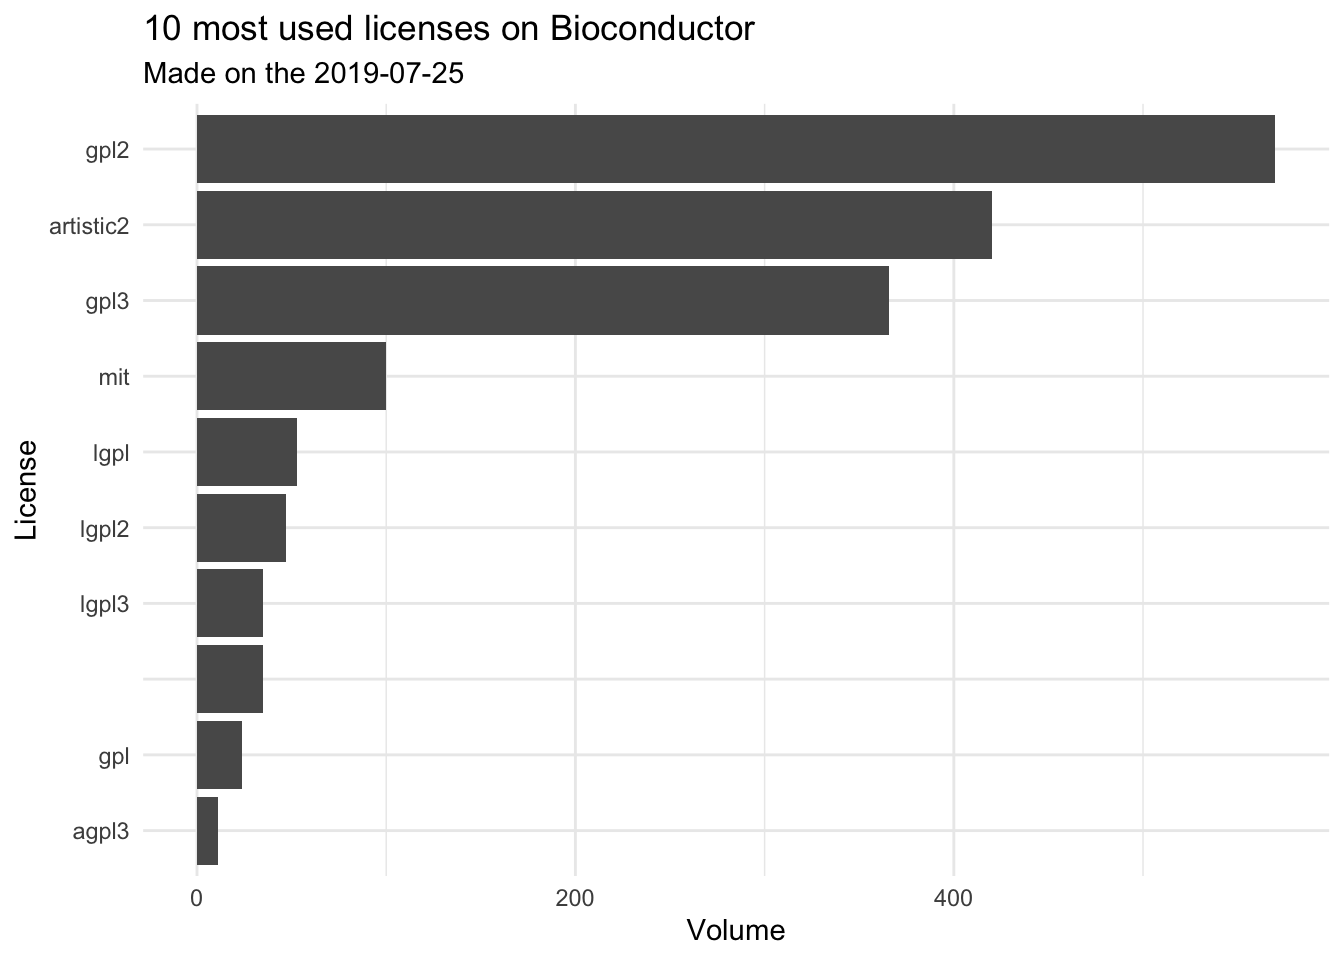 10 most used licenses on Bioconductor
Made on the 2019-07-25
gpl2
artistic2
gpl3
mit
lgpl
lgpl2
lgpl3
gpl
agpl3
License
0 200 400
Volume